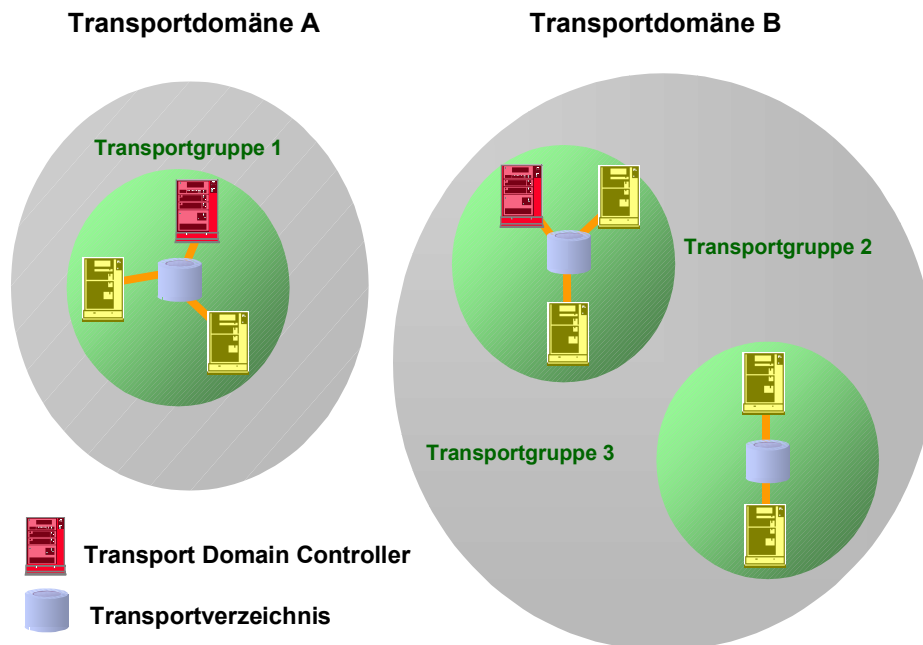 Transportdomäne A
Transportdomäne B
Transportgruppe 1
Transportgruppe 2
Transportgruppe 3
Transport Domain Controller
Transportverzeichnis